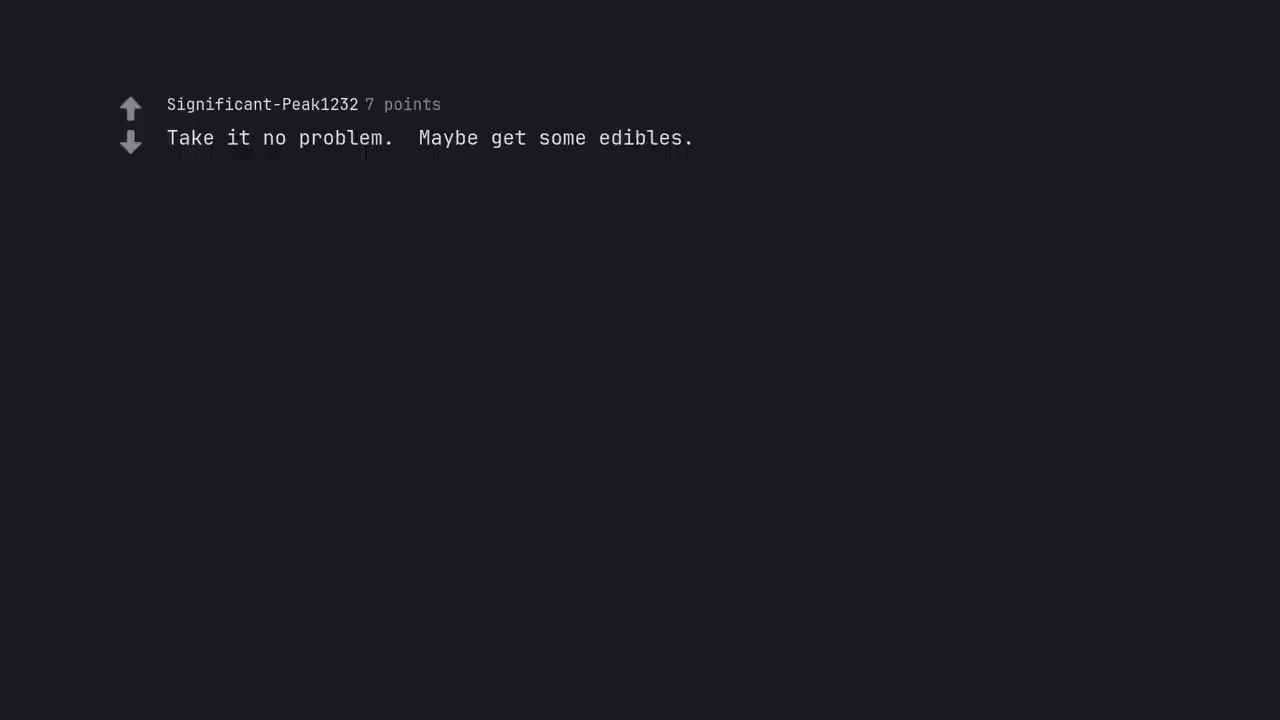 Significant-Peak1232 7 points
Take it no problem.  Maybe get some edibles.